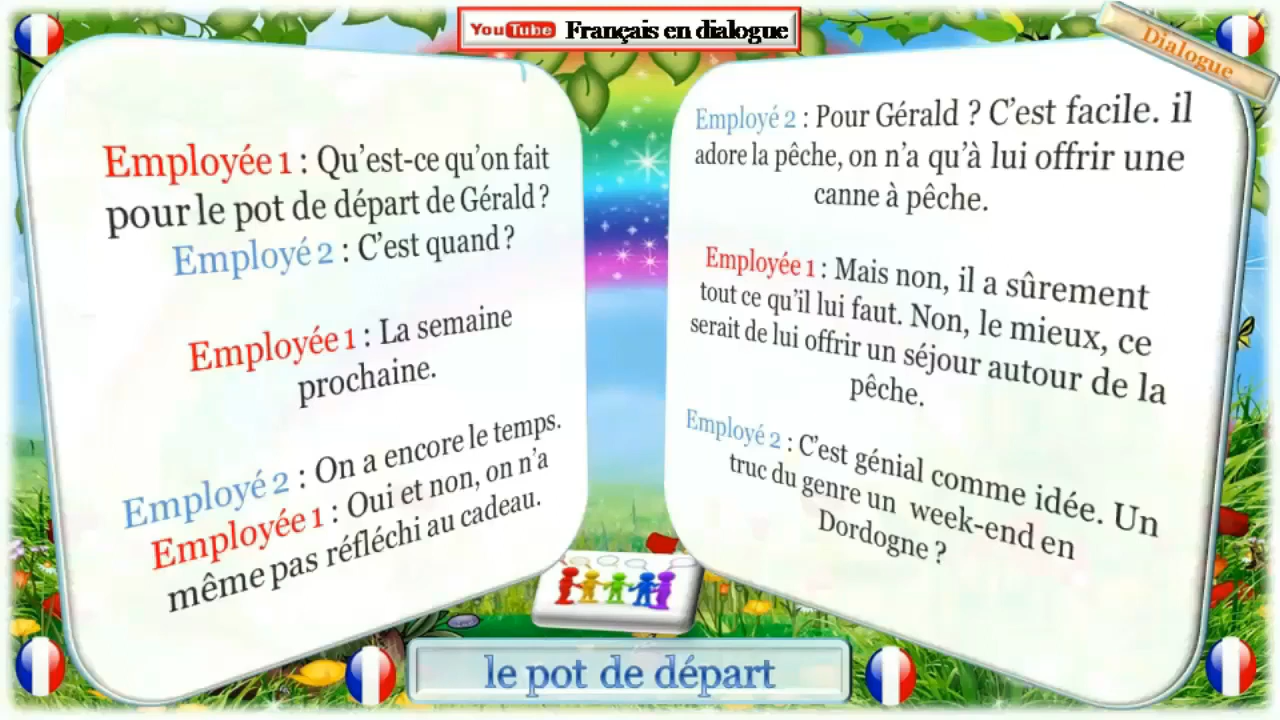 YouTube Français en dialogue
Dialogue
Employée 1 : Qu'est-ce qu'on fait
pour le pot de départ de Gérald ?
Employé 2 : C'est quand ?
Employée 1 : La semaine
prochaine.
Employé 2 : On a encore le temps.
Employée 1 : Oui et non, on n'a
même pas réfléchi au cadeau.
Employé 2 : Pour Gérald ? C'est facile. il
adore la pêche, on n'a qu'à lui offrir une
canne à pêche.
Employée 1 : Mais non, il a sûrement
tout ce qu'il lui faut. Non, le mieux, ce
serait de lui offrir un séjour autour de la
pêche.
Employé 2 : C'est génial comme idée. Un
truc du genre un week-end en
Dordogne ?
le pot de départ